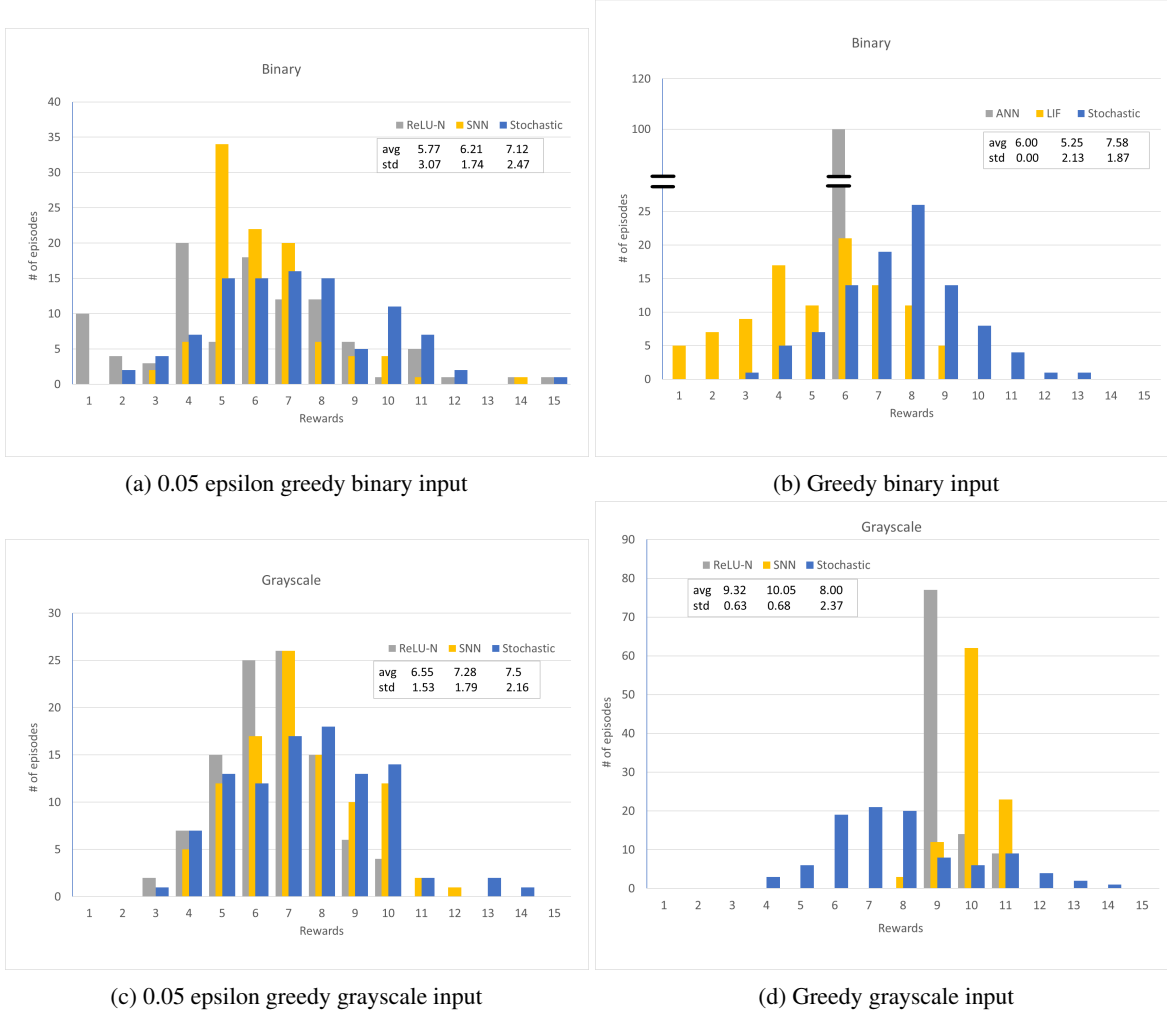 Binary
40
35
30
25
20
15
10
5
0
# of episodes
ReLU-N SNN Stochastic
avg 5.77 6.21 7.12
std 3.07 1.74 2.47
1 2 3 4 5 6 7 8 9 10 11 12 13 14 15
Rewards
(a) 0.05 epsilon greedy binary input
Binary
120
100
25
20
15
10
5
0
# of episodes
ANN LIF Stochastic
avg 6.00 5.25 7.58
std 0.00 2.13 1.87
1 2 3 4 5 6 7 8 9 10 11 12 13 14 15
Rewards
(b) Greedy binary input
Grayscale
30
25
20
15
10
5
0
# of episodes
ReLU-N SNN Stochastic
avg 6.55 7.28 7.5
std 1.53 1.79 2.16
1 2 3 4 5 6 7 8 9 10 11 12 13 14 15
Rewards
(c) 0.05 epsilon greedy grayscale input
Grayscale
90
80
70
60
50
40
30
20
10
0
# of episodes
ReLU-N SNN Stochastic
avg 9.32 10.05 8.00
std 0.63 0.68 2.37
1 2 3 4 5 6 7 8 9 10 11 12 13 14 15
Rewards
(d) Greedy grayscale input